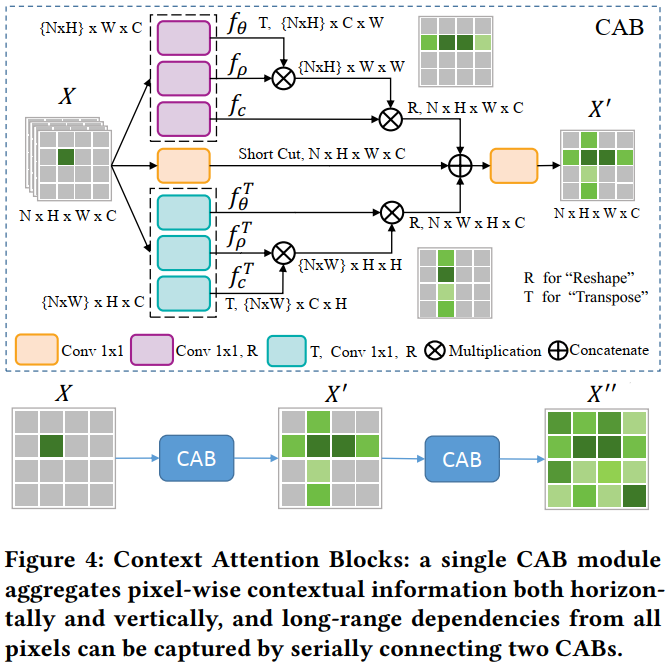 CAB
{NxH} x W x C
fθ
T, {NxH} x C x W
fρ
{NxH} x W x W
X
fc
R, N x H x W x C
X′
Short Cut, N x H x W x C
N x H x W x C
fθT
R, N x W x H x C
N x H x W x C
fρT
{NxW} x H x H
R for “Reshape”
{NxW} x H x C
fcT
T, {NxW} x C x H
T for “Transpose”
Conv 1x1
Conv 1x1, R
T, Conv 1x1, R
Multiplication
Concatenate
X
X′
X′′
CAB
CAB
Figure 4: Context Attention Blocks: a single CAB module
aggregates pixel-wise contextual information both horizon-
tally and vertically, and long-range dependencies from all
pixels can be captured by serially connecting two CABs.